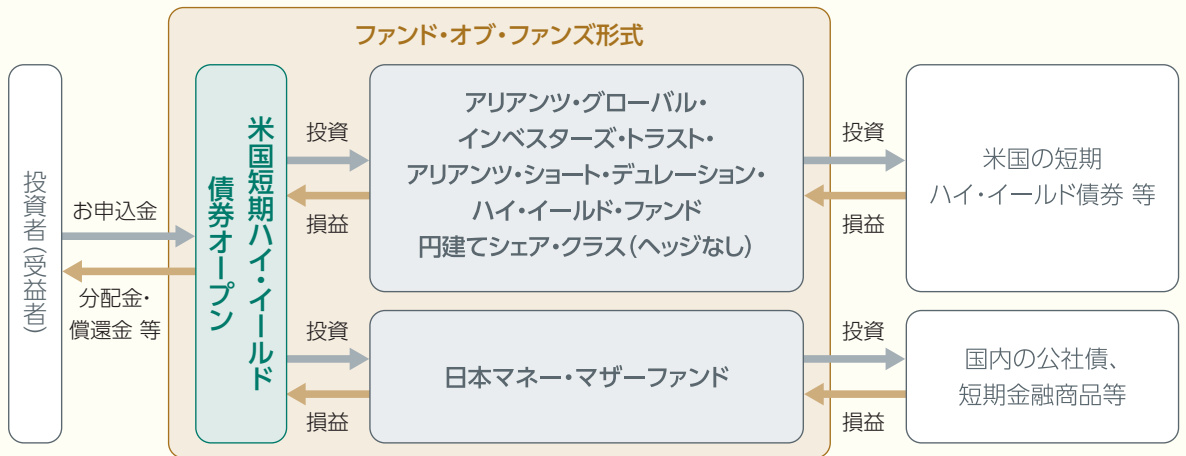 ファンド・オブ・ファンズ形式
投資者(受益者)
お申込金
分配金・
償還金 等
米国短期ハイ・イールド
債券オープン
投資
損益
アリアンツ・グローバル・
インベスターズ・トラスト・
アリアンツ・ショート・デュレーション・
ハイ・イールド・ファンド
円建てシェア・クラス(ヘッジなし)
投資
損益
米国の短期
ハイ・イールド債券 等
投資
損益
日本マネー・マザーファンド
投資
損益
国内の公社債、
短期金融商品等